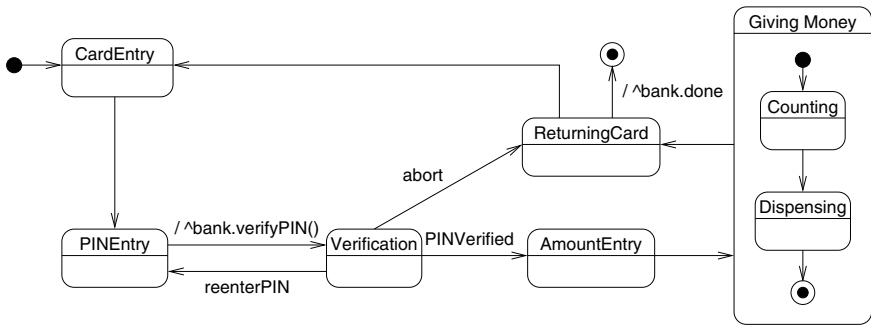 Giving Money
CardEntry
/ ^bank.done
Counting
ReturningCard
abort
Dispensing
/ ^bank.verifyPIN()
PINEntry
Verification
PINVerified
AmountEntry
reenterPIN